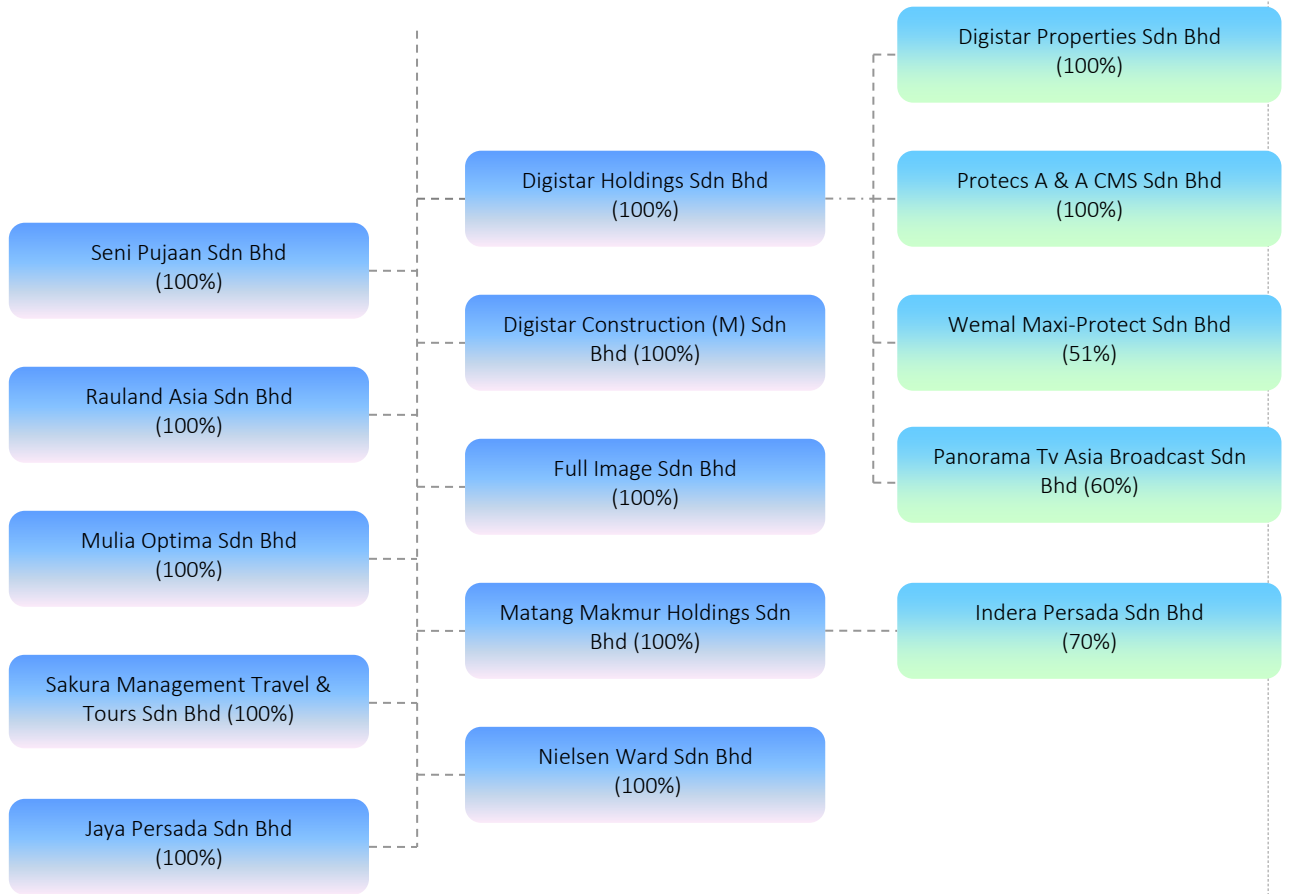 Seni Pujaan Sdn Bhd
(100%)
Rauland Asia Sdn Bhd
(100%)
Mulia Optima Sdn Bhd
(100%)
Sakura Management Travel &
Tours Sdn Bhd (100%)
Jaya Persada Sdn Bhd
(100%)
Digistar Holdings Sdn Bhd
(100%)
Digistar Construction (M) Sdn
Bhd (100%)
Full Image Sdn Bhd
(100%)
Matang Makmur Holdings Sdn
Bhd (100%)
Nielsen Ward Sdn Bhd
(100%)
Digistar Properties Sdn Bhd
(100%)
Protecs A & A CMS Sdn Bhd
(100%)
Wemal Maxi-Protect Sdn Bhd
(51%)
Panorama Tv Asia Broadcast Sdn
Bhd (60%)
Indera Persada Sdn Bhd
(70%)